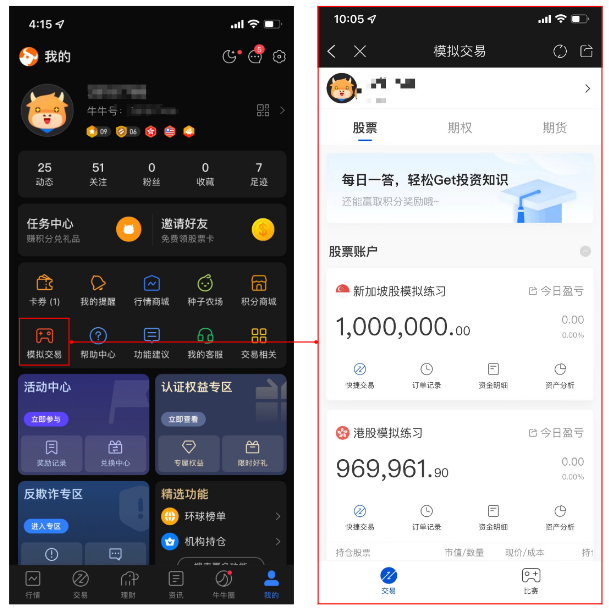 4:15
我的
5
牛牛号:
09
06
25
51
0
0
7
动态
关注
粉丝
收藏
足迹
任务中心
赚积分兑礼品
邀请好友
免费领股票卡
卡券 (1)
我的提醒
行情商城
种子农场
积分商城
模拟交易
帮助中心
功能建议
我的客服
交易相关
活动中心
立即参与
奖励记录
兑换中心
认证权益专区
立即查看
专属权益
限时好礼
反欺诈专区
进入专区
精选功能
环球榜单
机构持仓
行情
交易
理财
资讯
牛牛圈
我的
10:05
模拟交易
股票
期权
期货
每日一答，轻松Get投资知识
还能赢取积分奖励哦~
股票账户
新加坡股模拟练习
今日盈亏
1,000,000.00
0.00
0.00%
快捷交易
订单记录
资金明细
资产分析
港股模拟练习
今日盈亏
969,961.90
0.00
0.00%
快捷交易
订单记录
资金明细
资产分析
持仓股票
市值/数量
现价/成本
持
交易
比赛